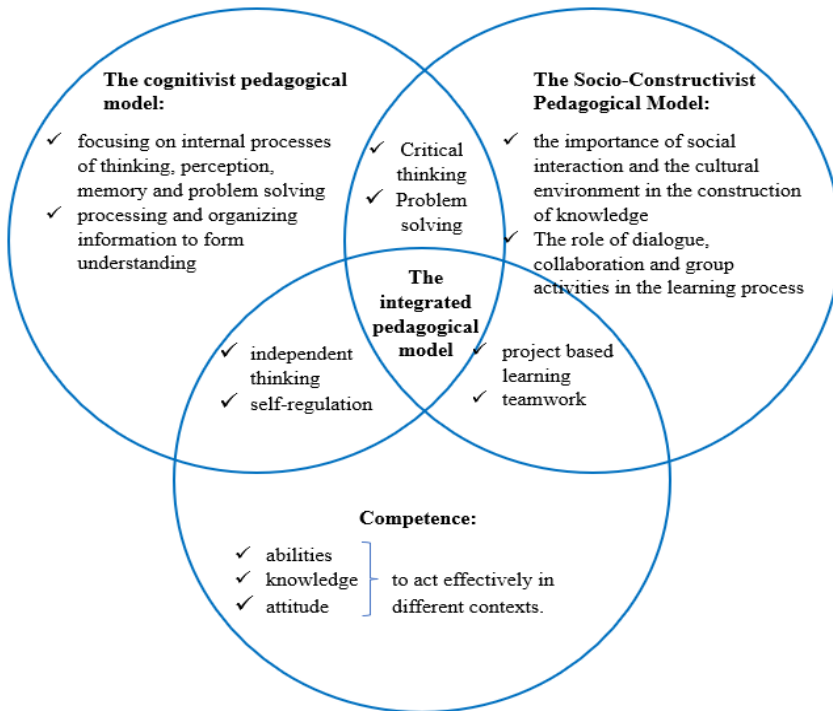 The cognitivist pedagogical
model:
✓ focusing on internal processes
of thinking, perception,
memory and problem solving
✓ processing and organizing
information to form
understanding
✓ Critical
thinking
✓ Problem
solving
The Socio-Constructivist
Pedagogical Model:
✓ the importance of social
interaction and the cultural
environment in the construction
of knowledge
✓ The role of dialogue,
collaboration and group
activities in the learning process
The
integrated
pedagogical
model
✓ independent
thinking
✓ self-regulation
✓ project based
learning
✓ teamwork
Competence:
✓ abilities
✓ knowledge
✓ attitude
to act effectively in
different contexts.